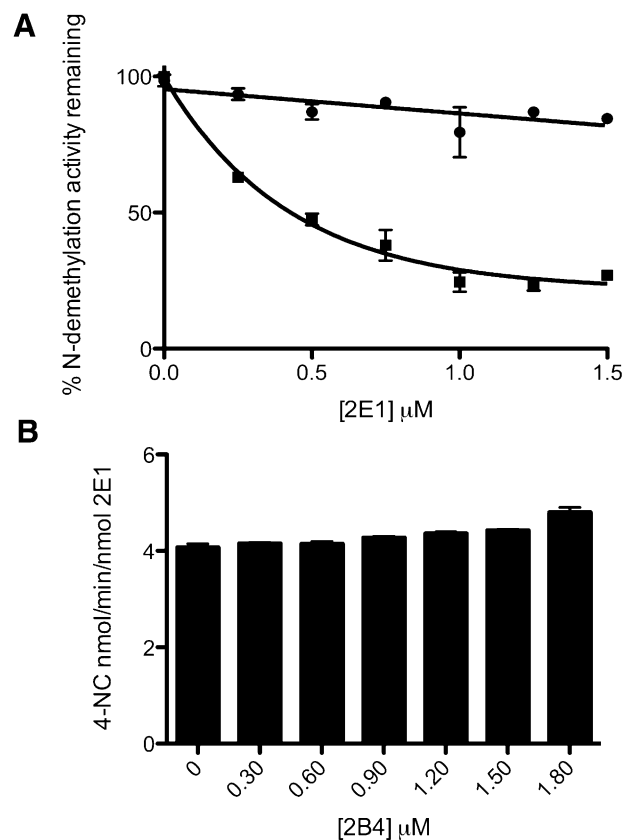 A
% N-demethylation activity remaining
100
50
0
0.0 0.5 1.0 1.5
[2E1] μM
B
4-NC nmol/min/nmol 2E1
6
4
2
0
0 0.30 0.60 0.90 1.20 1.50 1.80
[2B4] μM